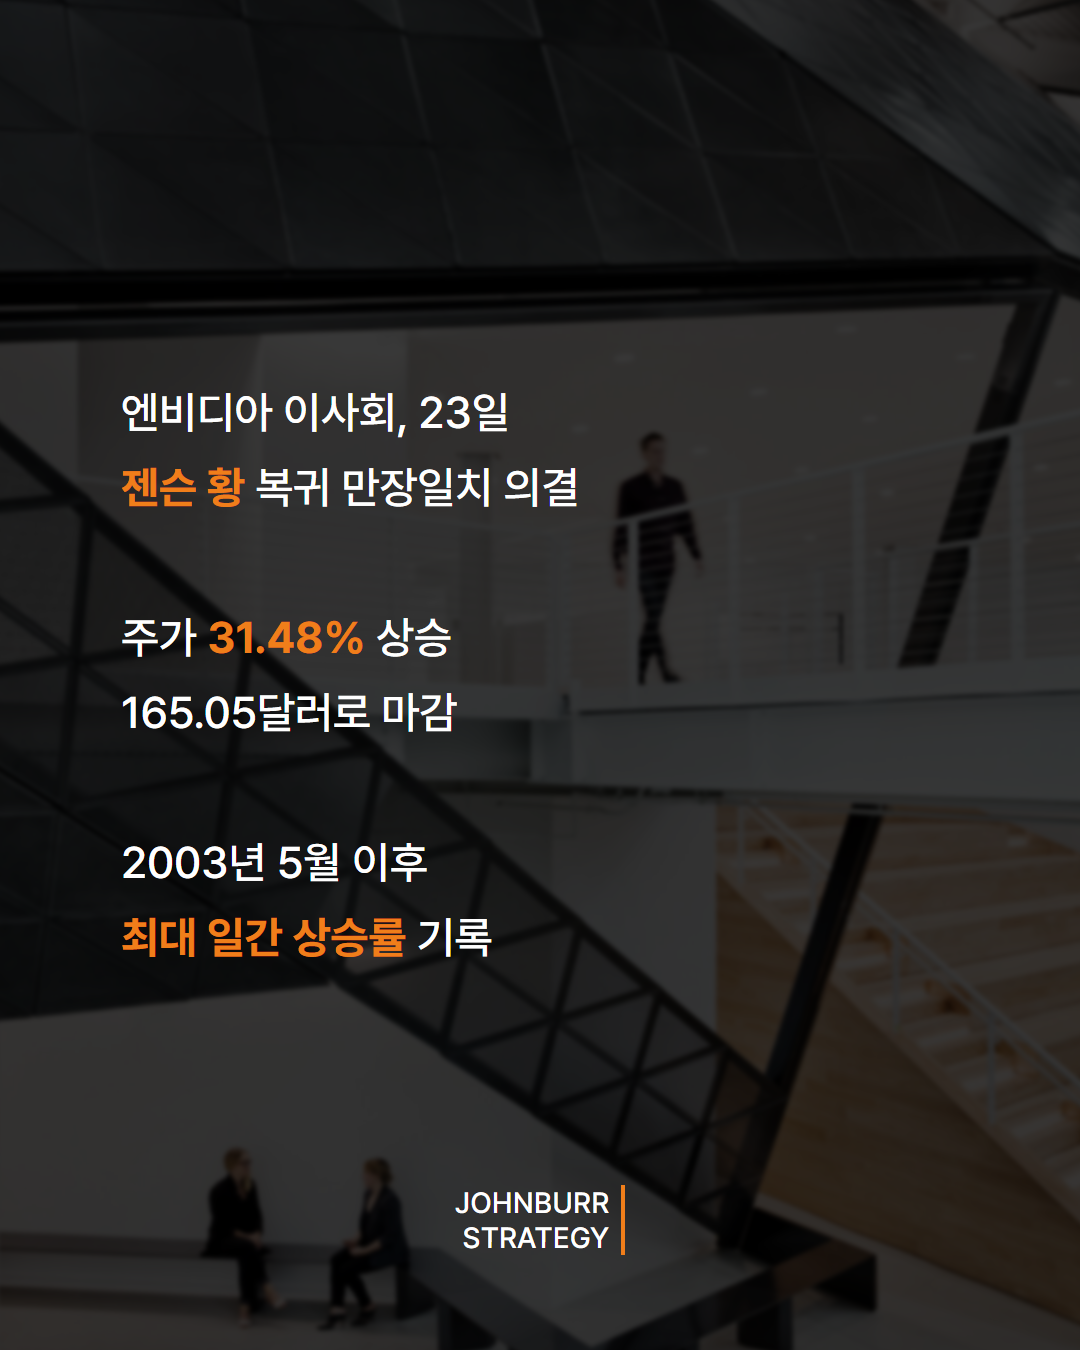 엔비디아 이사회, 23일
젠슨 황 복귀 만장일치 의결
주가 31.48% 상승
165.05달러로 마감
2003년 5월 이후
최대 일간 상승률 기록
JOHNBURR
STRATEGY